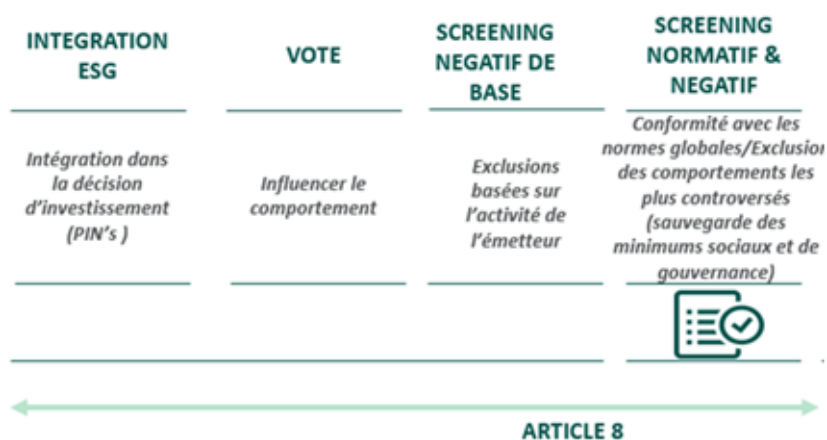 INTEGRATION
ESG
VOTE
SCREENING
NEGATIF DE
BASE
SCREENING
NORMATIF &
NEGATIF
Intégration dans
la décision
d'investissement
(PIN's )
Influencer le
comportement
Exclusions
basées sur
l'activité de
l'émetteur
Conformité avec les
normes globales/Exclusion
des comportements les
plus controversés
(sauvegarde des
minimums sociaux et de
gouvernance)
ARTICLE 8